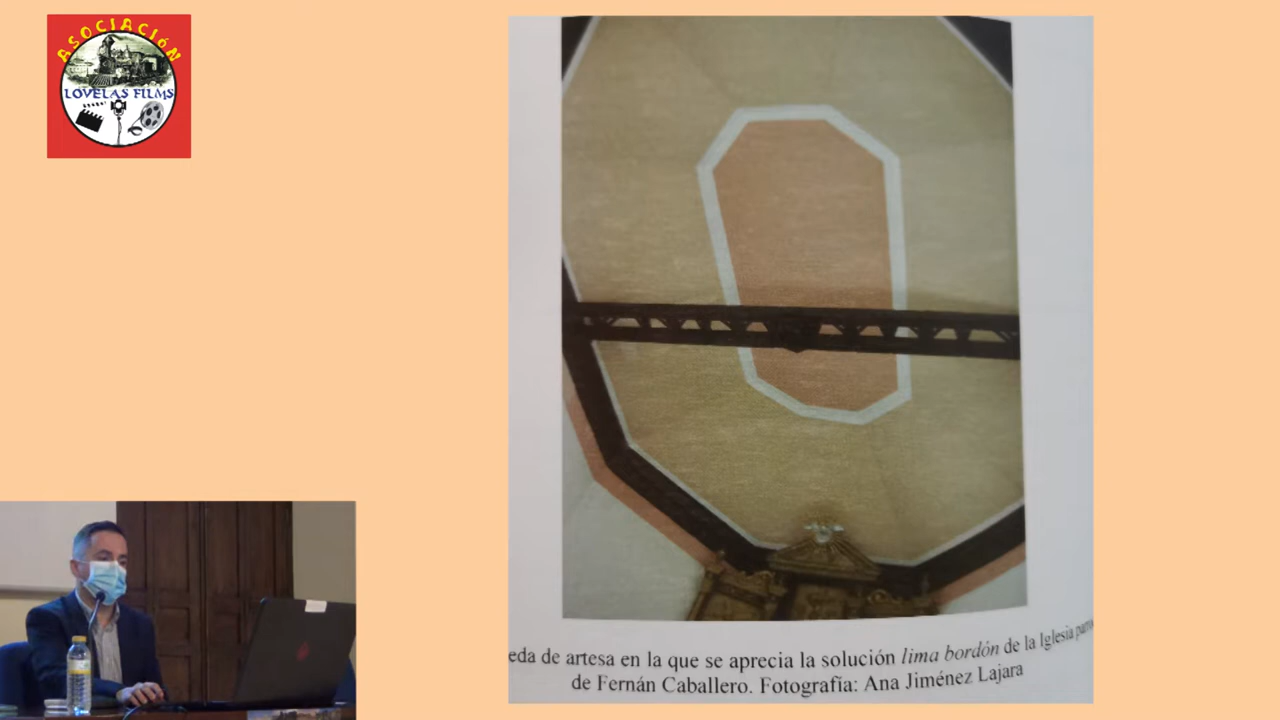 ASOCIACIÓN
LOVELAS FILMS
eda de artesa en la que se aprecia la solución lima bordón de la Iglesia
de Fernán Caballero. Fotografía: Ana Jiménez Lajara